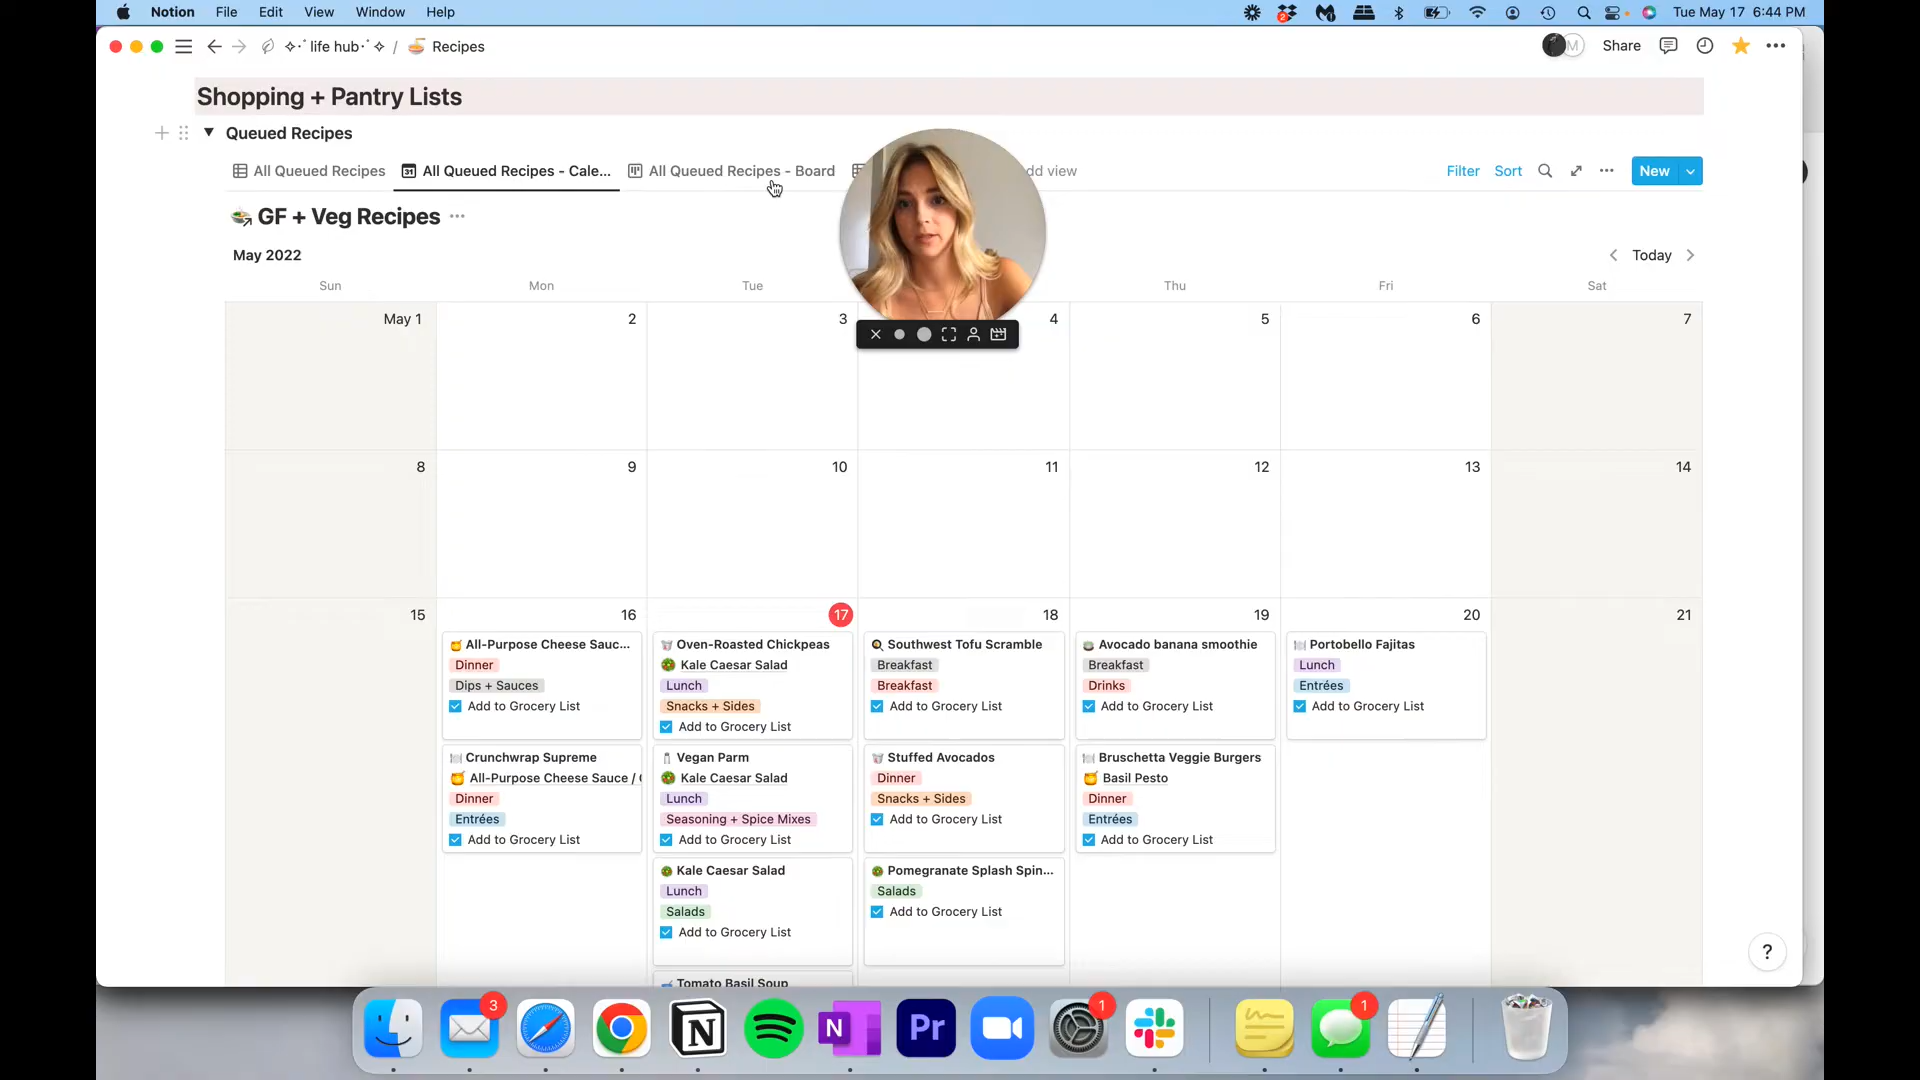 Notion File Edit View Window Help
2
Tue May 17 6:44 PM
✧･ﾟ life hub･ﾟ✧ / Recipes
M Share
Shopping + Pantry Lists
Queued Recipes
All Queued Recipes
31 All Queued Recipes - Cale...
All Queued Recipes - Board
dd view
Filter Sort New
GF + Veg Recipes
May 2022
Today
Sun Mon Tue Thu Fri Sat
May 1 2 3 4 5 6 7
8 9 10 11 12 13 14
15 16 17 18 19 20 21
All-Purpose Cheese Sauc...
Dinner
Dips + Sauces
Add to Grocery List
Crunchwrap Supreme
All-Purpose Cheese Sauce /
Dinner
Entrées
Add to Grocery List
Oven-Roasted Chickpeas
Kale Caesar Salad
Lunch
Snacks + Sides
Add to Grocery List
Vegan Parm
Kale Caesar Salad
Lunch
Seasoning + Spice Mixes
Add to Grocery List
Kale Caesar Salad
Lunch
Salads
Add to Grocery List
Tomato Basil Soup
Southwest Tofu Scramble
Breakfast
Breakfast
Add to Grocery List
Stuffed Avocados
Dinner
Snacks + Sides
Add to Grocery List
Pomegranate Splash Spin...
Salads
Add to Grocery List
Avocado banana smoothie
Breakfast
Drinks
Add to Grocery List
Bruschetta Veggie Burgers
Basil Pesto
Dinner
Entrées
Add to Grocery List
Portobello Fajitas
Lunch
Entrées
Add to Grocery List
?
3 N N Pr 1 1